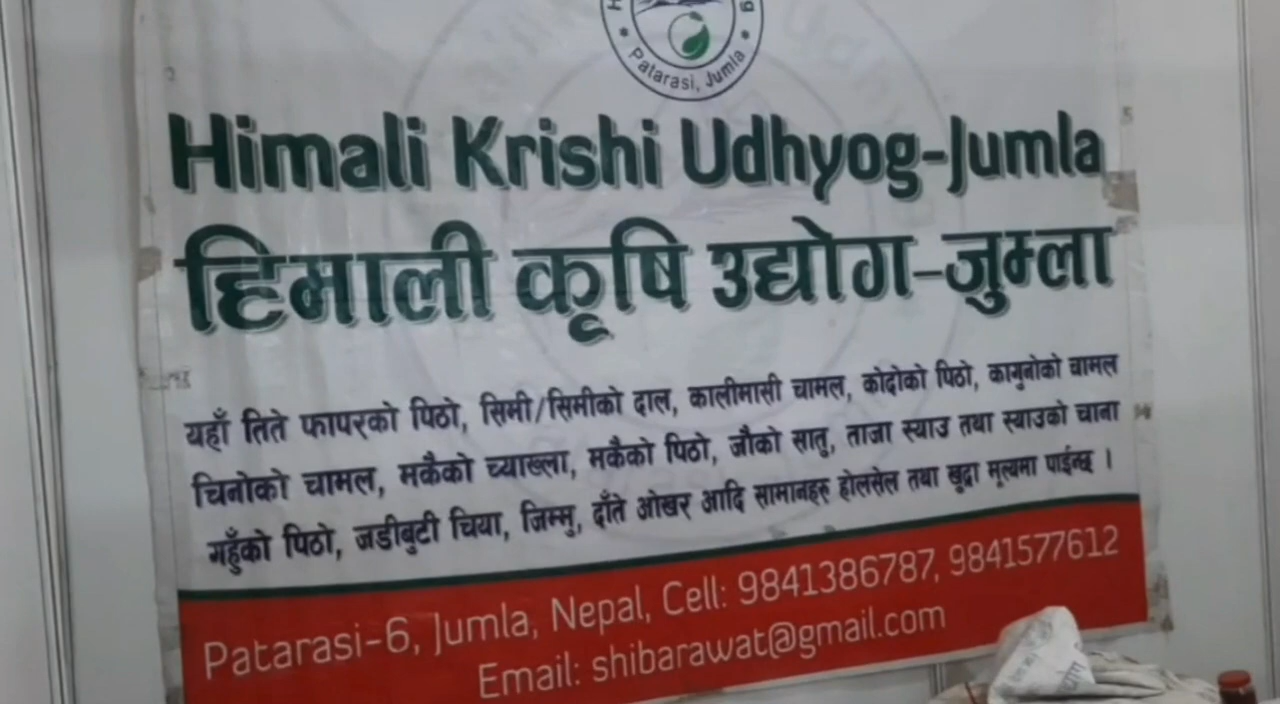 Patarasi, Jumla
Himali Krishi Udhyog-Jumla
हिमाली कृषि उद्योग-जुम्ला
यहाँ तिते फापरको पिठो, सिमी/सिमीको दाल, कालीमासी चामल, कोदोको पिठो, कागुनोको चामल
चिनोको चामल, मकैको च्याख्ला, मकैको पिठो, जौको सातु, ताजा स्याउ तथा स्याउको चाना
गहुँको पिठो, जडीबुटी चिया, जिम्मु, दाँते ओखर आदि सामानहरु होलसेल तथा खुद्रा मूल्यमा पाईन्छ ।
Patarasi-6, Jumla, Nepal, Cell: 9841386787, 9841577612
Email: shibarawat@gmail.com